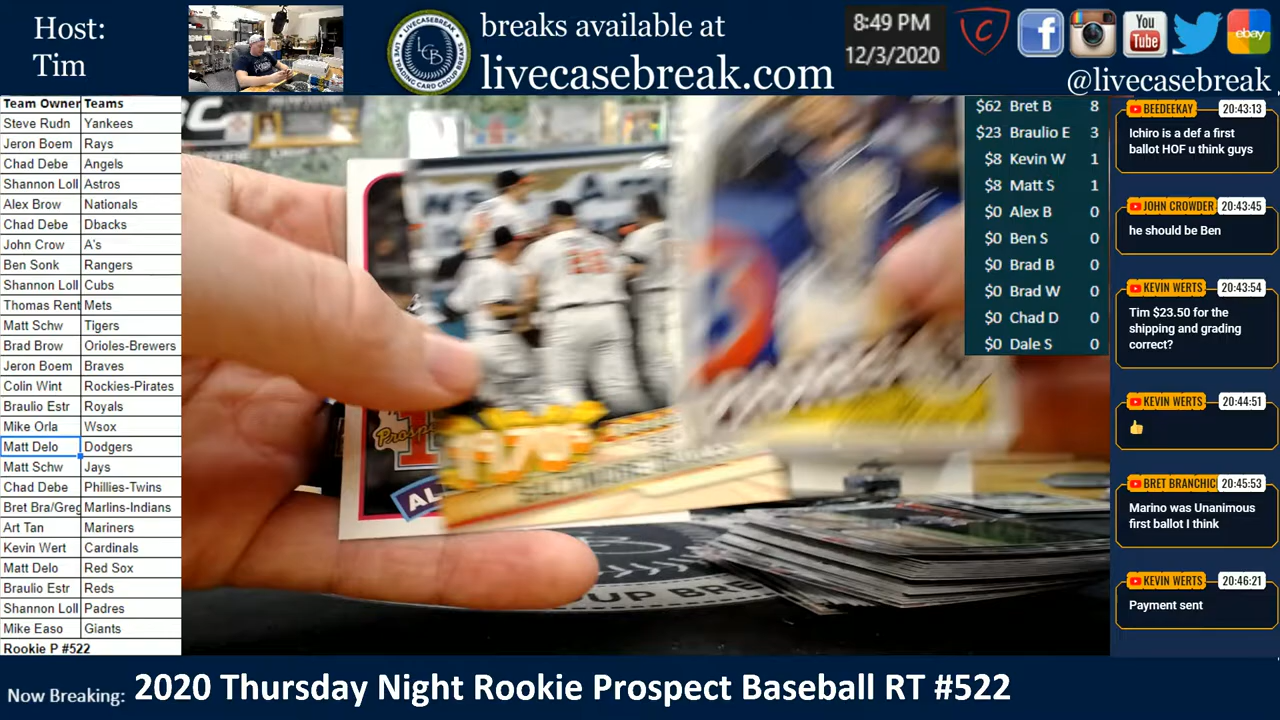 Host:
Tim
LIVECASEBREAK
LCB
LIVE TRADING CARD GROUP BREAKS
breaks available at
livecasebreak.com
8:49 PM
12/3/2020
You
Tube
ebay
@livecasebreak
Team Owner Teams
Steve Rudn Yankees
Jeron Boem Rays
Chad Debe Angels
Shannon Loll Astros
Alex Brow Nationals
Chad Debe Dbacks
John Crow A's
Ben Sonk Rangers
Shannon Loll Cubs
Thomas Rent Mets
Matt Schw Tigers
Brad Brow Orioles-Brewers
Jeron Boem Braves
Colin Wint Rockies-Pirates
Braulio Estr Royals
Mike Orla Wsox
Matt Delo Dodgers
Matt Schw Jays
Chad Debe Phillies-Twins
Bret Bra/Greg Marlins-Indians
Art Tan Mariners
Kevin Wert Cardinals
Matt Delo Red Sox
Braulio Estr Reds
Shannon Loll Padres
Mike Easo Giants
Rookie P #522
1970
AL
$62 Bret B 8
$23 Braulio E 3
$8 Kevin W 1
$8 Matt S 1
$0 Alex B 0
$0 Ben S 0
$0 Brad B 0
$0 Brad W 0
$0 Chad D 0
$0 Dale S 0
BEEDEEKAY 20:43:13
Ichiro is a def a first
ballot HOF u think guys
JOHN CROWDER 20:43:45
he should be Ben
KEVIN WERTS 20:43:54
Tim $23.50 for the
shipping and grading
correct?
KEVIN WERTS 20:44:51
👍
BRET BRANCHIC 20:45:53
Marino was Unanimous
first ballot I think
KEVIN WERTS 20:46:21
Payment sent
Now Breaking: 2020 Thursday Night Rookie Prospect Baseball RT #522